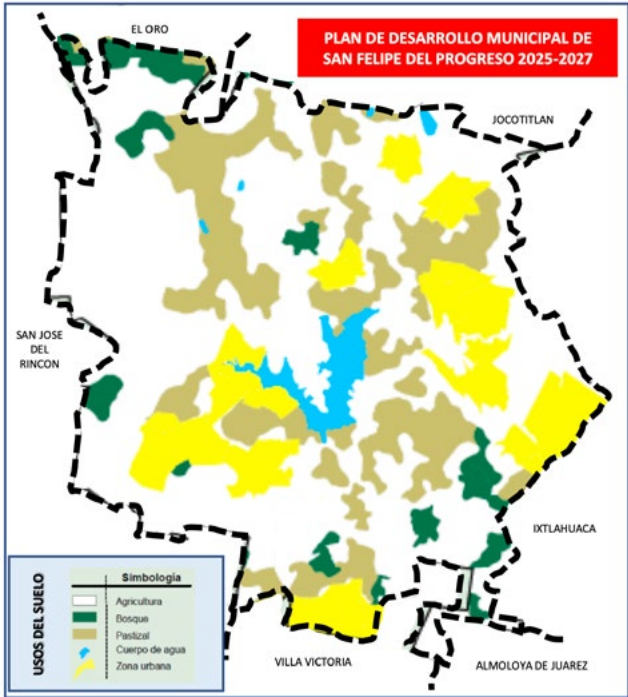 EL ORO
PLAN DE DESARROLLO MUNICIPAL DE
SAN FELIPE DEL PROGRESO 2025-2027
JOCOTITLAN
SAN JOSE
DEL
RINCON
IXTLAHUACA
USOS DEL SUELO
Simbología
Agricultura
Bosque
Pastizal
Cuerpo de agua
Zona urbana
VILLA VICTORIA
ALMOLOYA DE JUAREZ